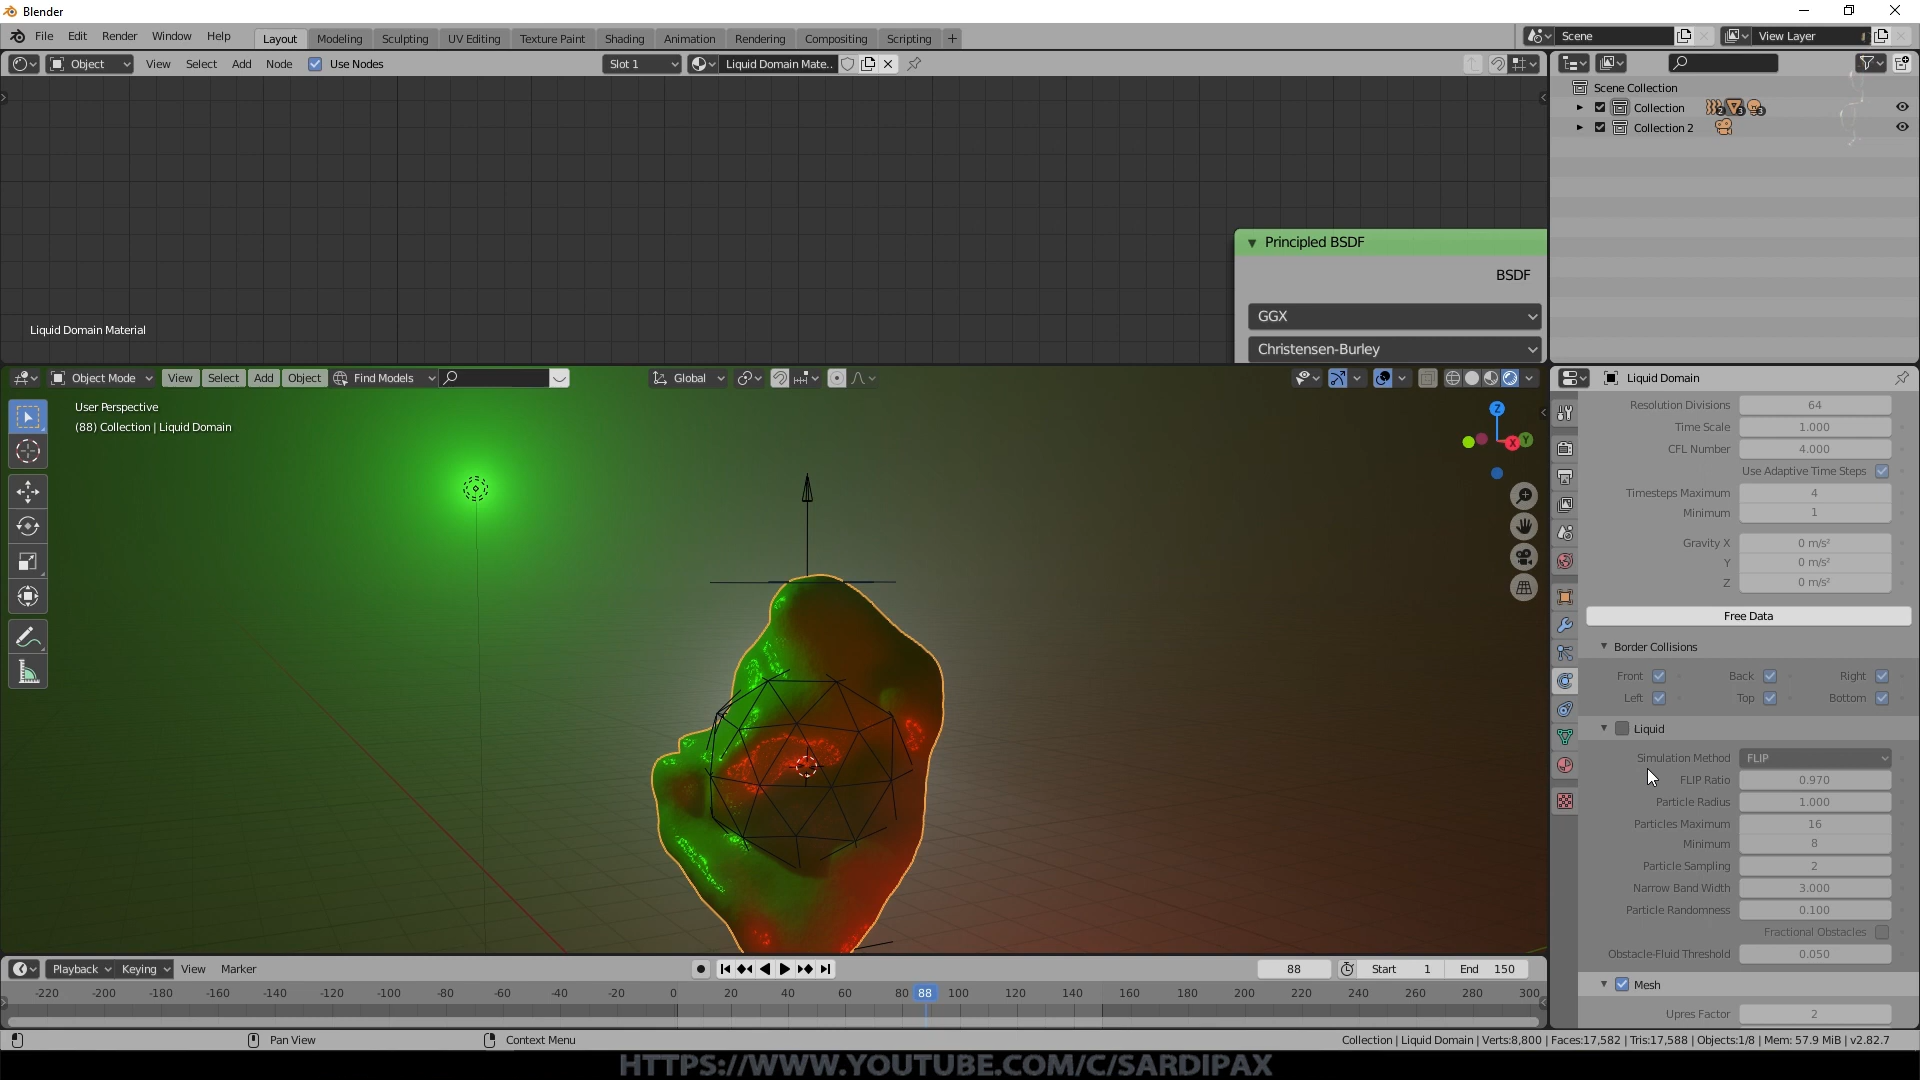 Blender
File Edit Render Window Help Layout Modeling Sculpting UV Editing Texture Paint Shading Animation Rendering Compositing Scripting + Scene View Layer
Object View Select Add Node Use Nodes Slot 1 Liquid Domain Mate..
Scene Collection
Collection 2 3 3
Collection 2
Principled BSDF
BSDF
GGX
Christensen-Burley
Liquid Domain Material
Object Mode View Select Add Object Find Models Global
User Perspective
(88) Collection | Liquid Domain
Z
X
Y
Liquid Domain
Resolution Divisions 64
Time Scale 1.000
CFL Number 4.000
Use Adaptive Time Steps
Timesteps Maximum 4
Minimum 1
Gravity X 0 m/s²
Y 0 m/s²
Z 0 m/s²
Free Data
Border Collisions
Front Back Right
Left Top Bottom
Liquid
Simulation Method FLIP
FLIP Ratio 0.970
Particle Radius 1.000
Particles Maximum 16
Minimum 8
Particle Sampling 2
Narrow Band Width 3.000
Particle Randomness 0.100
Fractional Obstacles
Obstacle-Fluid Threshold 0.050
Mesh
Upres Factor 2
Playback Keying View Marker 88 Start 1 End 150
-220 -200 -180 -160 -140 -120 -100 -80 -60 -40 -20 0 20 40 60 80 88 100 120 140 160 180 200 220 240 260 280 300
Pan View Context Menu Collection | Liquid Domain | Verts:8,800 | Faces:17,582 | Tris:17,588 | Objects:1/8 | Mem: 57.9 MiB | v2.82.7
HTTPS://WWW.YOUTUBE.COM/C/SARDIPAX